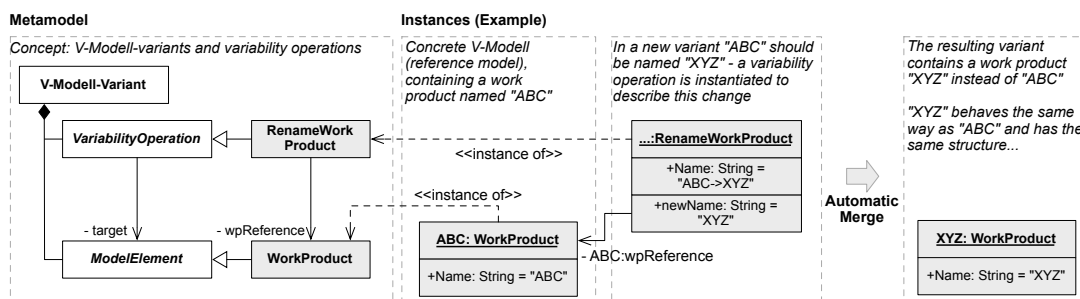 Metamodel
Instances (Example)
Concept: V-Modell-variants and variability operations
V-Modell-Variant
VariabilityOperation
RenameWork
Product
- target
- wpReference
ModelElement
WorkProduct
Concrete V-Modell
(reference model),
containing a work
product named "ABC"
<<instance of>>
<<instance of>>
ABC: WorkProduct
+Name: String = "ABC"
In a new variant "ABC" should
be named "XYZ" - a variability
operation is instantiated to
describe this change
...:RenameWorkProduct
+Name: String =
"ABC->XYZ"
+newName: String =
"XYZ"
- ABC:wpReference
Automatic
Merge
The resulting variant
contains a work product
"XYZ" instead of "ABC"
"XYZ" behaves the same
way as "ABC" and has the
same structure...
XYZ: WorkProduct
+Name: String = "XYZ"